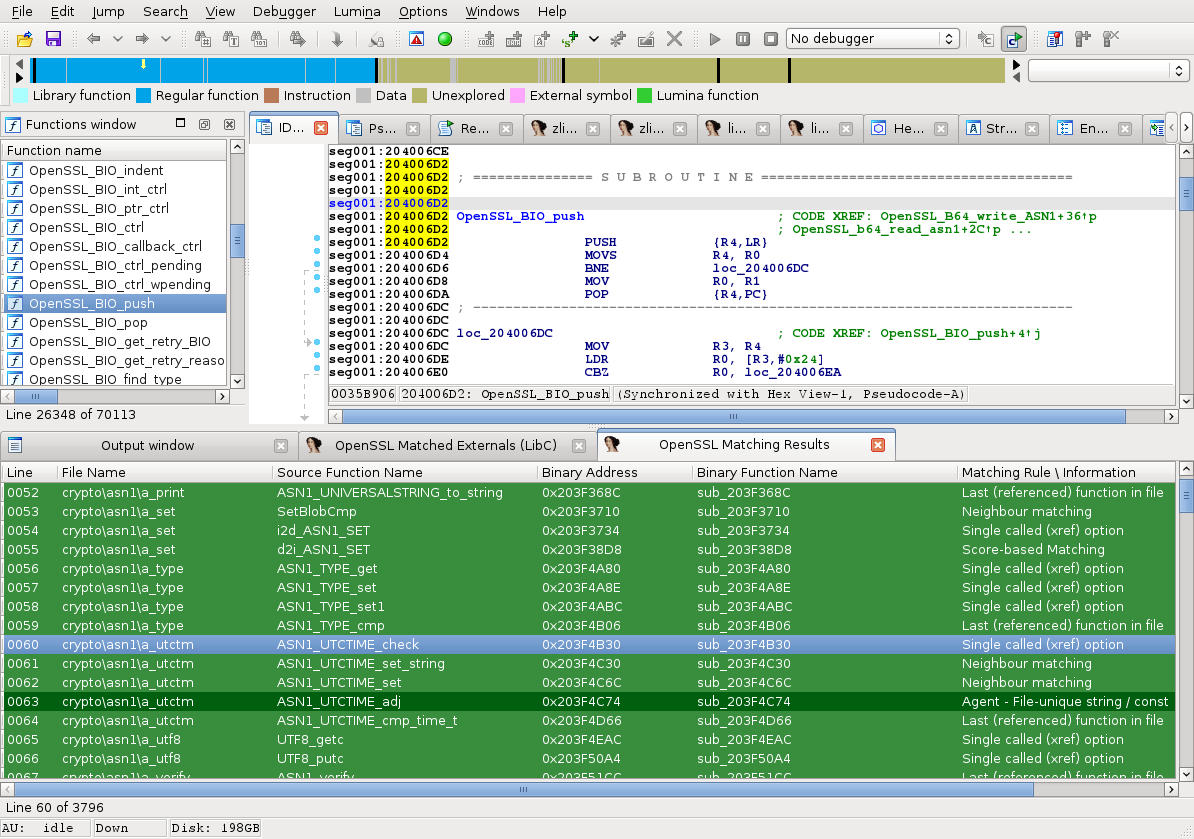 File Edit Jump Search View Debugger Lumina Options Windows Help
No debugger
Library function Regular function Instruction Data Unexplored External symbol Lumina function
Functions window
Function name
OpenSSL_BIO_indent
OpenSSL_BIO_int_ctrl
OpenSSL_BIO_ptr_ctrl
OpenSSL_BIO_ctrl
OpenSSL_BIO_callback_ctrl
OpenSSL_BIO_ctrl_pending
OpenSSL_BIO_ctrl_wpending
OpenSSL_BIO_push
OpenSSL_BIO_pop
OpenSSL_BIO_get_retry_BIO
OpenSSL_BIO_get_retry_reaso
OpenSSL_BIO_find_type
Line 26348 of 70113
ID... Ps... Re... zli... zli... li... li... He... Str... En...
seg001:204006CE
seg001:204006D2
seg001:204006D2 ; =============== S U B R O U T I N E =======================================
seg001:204006D2
seg001:204006D2
seg001:204006D2 OpenSSL_BIO_push ; CODE XREF: OpenSSL_B64_write_ASN1+36↑p
seg001:204006D2 ; OpenSSL_b64_read_asn1+2C↑p ...
seg001:204006D2 PUSH {R4,LR}
seg001:204006D4 MOVS R4, R0
seg001:204006D6 BNE loc_204006DC
seg001:204006D8 MOV R0, R1
seg001:204006DA POP {R4,PC}
seg001:204006DC ; ---------------------------------------------------------------------------
seg001:204006DC
seg001:204006DC loc_204006DC ; CODE XREF: OpenSSL_BIO_push+4↑j
seg001:204006DC MOV R3, R4
seg001:204006DE LDR R0, [R3,#0x24]
seg001:204006E0 CBZ R0, loc_204006EA
0035B906 204006D2: OpenSSL_BIO_push (Synchronized with Hex View-1, Pseudocode-A)
Output window OpenSSL Matched Externals (LibC) OpenSSL Matching Results
Line File Name Source Function Name Binary Address Binary Function Name Matching Rule \ Information
0052 crypto\asn1\a_print ASN1_UNIVERSALSTRING_to_string 0x203F368C sub_203F368C Last (referenced) function in file
0053 crypto\asn1\a_set SetBlobCmp 0x203F3710 sub_203F3710 Neighbour matching
0054 crypto\asn1\a_set i2d_ASN1_SET 0x203F3734 sub_203F3734 Single called (xref) option
0055 crypto\asn1\a_set d2i_ASN1_SET 0x203F38D8 sub_203F38D8 Score-based Matching
0056 crypto\asn1\a_type ASN1_TYPE_get 0x203F4A80 sub_203F4A80 Single called (xref) option
0057 crypto\asn1\a_type ASN1_TYPE_set 0x203F4A8E sub_203F4A8E Single called (xref) option
0058 crypto\asn1\a_type ASN1_TYPE_set1 0x203F4ABC sub_203F4ABC Single called (xref) option
0059 crypto\asn1\a_type ASN1_TYPE_cmp 0x203F4B06 sub_203F4B06 Last (referenced) function in file
0060 crypto\asn1\a_utctm ASN1_UTCTIME_check 0x203F4B30 sub_203F4B30 Single called (xref) option
0061 crypto\asn1\a_utctm ASN1_UTCTIME_set_string 0x203F4C30 sub_203F4C30 Neighbour matching
0062 crypto\asn1\a_utctm ASN1_UTCTIME_set 0x203F4C6C sub_203F4C6C Neighbour matching
0063 crypto\asn1\a_utctm ASN1_UTCTIME_adj 0x203F4C74 sub_203F4C74 Agent - File-unique string / const
0064 crypto\asn1\a_utctm ASN1_UTCTIME_cmp_time_t 0x203F4D66 sub_203F4D66 Last (referenced) function in file
0065 crypto\asn1\a_utf8 UTF8_getc 0x203F4EAC sub_203F4EAC Single called (xref) option
0066 crypto\asn1\a_utf8 UTF8_putc 0x203F50A4 sub_203F50A4 Single called (xref) option
0067 crypto\asn1\a_verify ASN1_verify 0x203F51CC sub_203F51CC Last (referenced) function in file
Line 60 of 3796
AU: idle Down Disk: 198GB